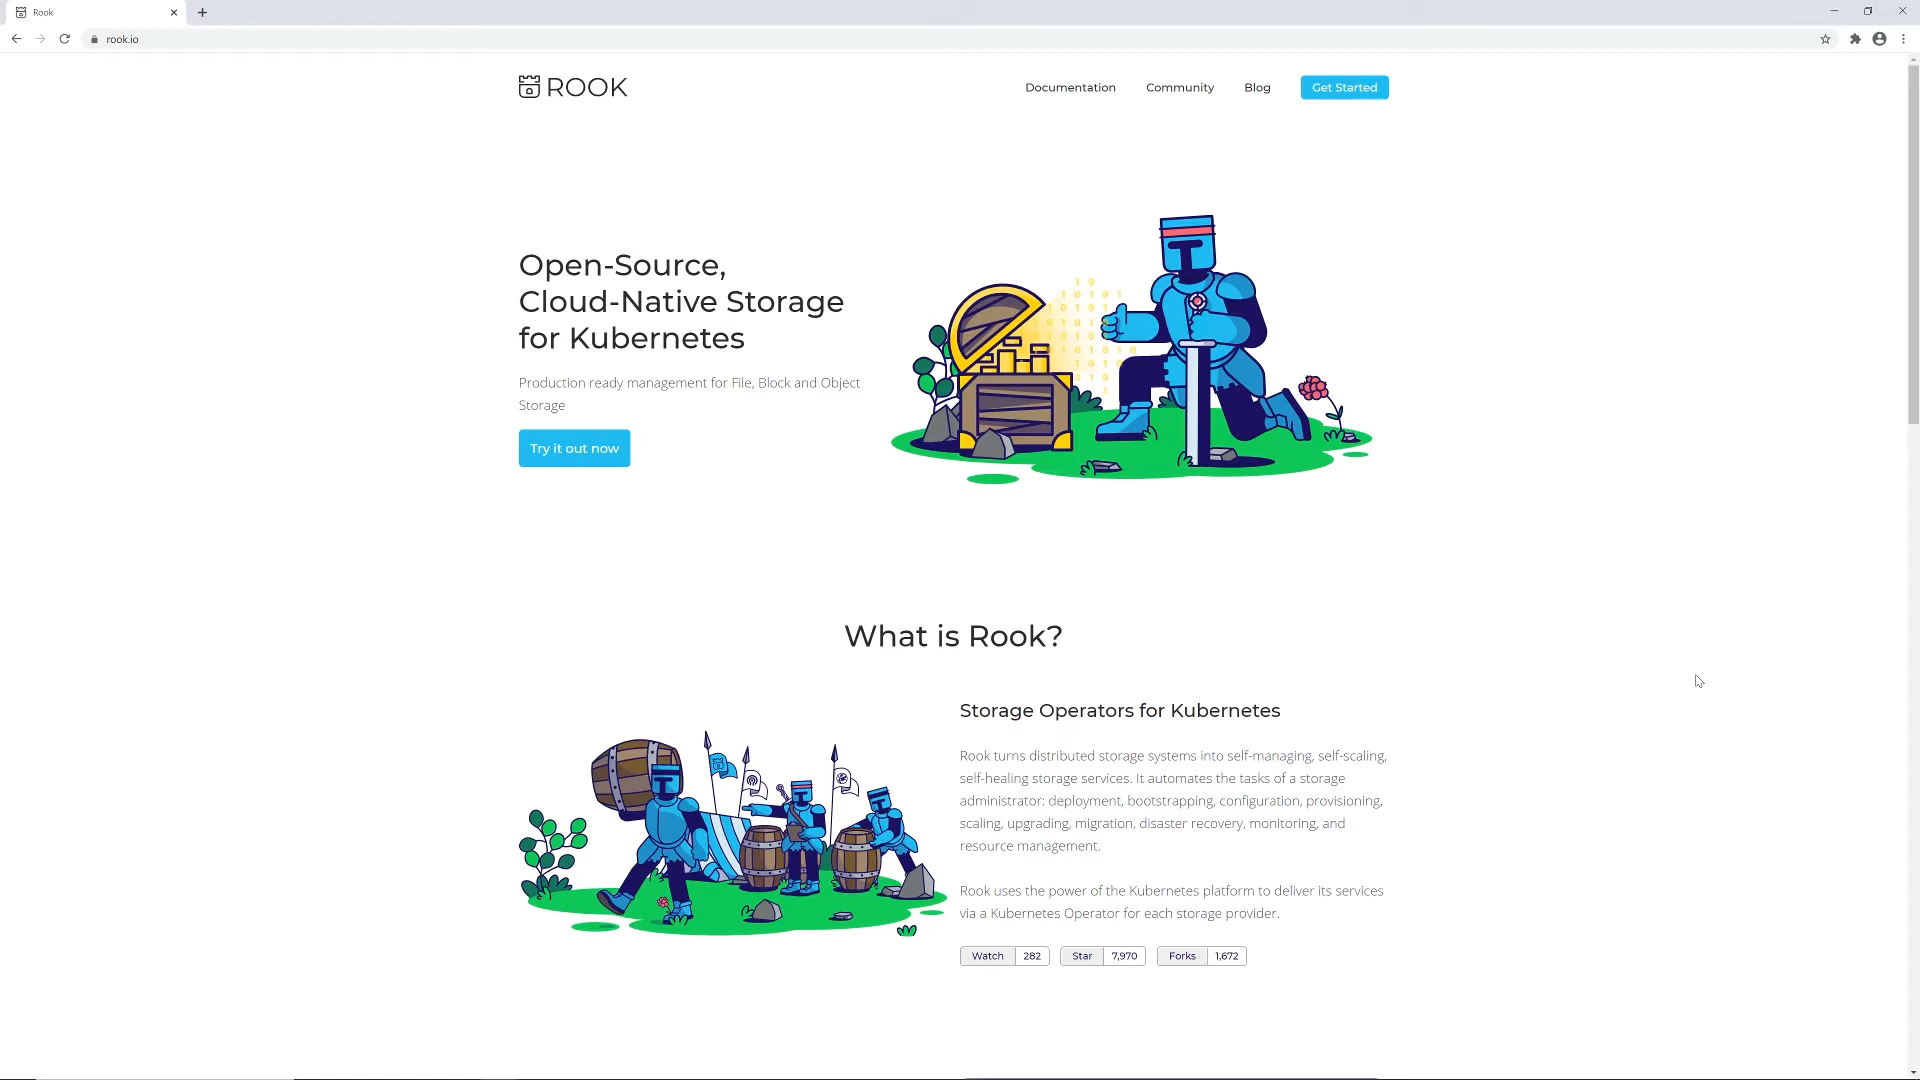 Rook
rook.io
ROOK
Documentation
Community
Blog
Get Started
Open-Source,
Cloud-Native Storage
for Kubernetes
Production ready management for File, Block and Object
Storage
Try it out now
What is Rook?
Storage Operators for Kubernetes
Rook turns distributed storage systems into self-managing, self-scaling,
self-healing storage services. It automates the tasks of a storage
administrator: deployment, bootstrapping, configuration, provisioning,
scaling, upgrading, migration, disaster recovery, monitoring, and
resource management.
Rook uses the power of the Kubernetes platform to deliver its services
via a Kubernetes Operator for each storage provider.
Watch 282
Star 7,970
Forks 1,672